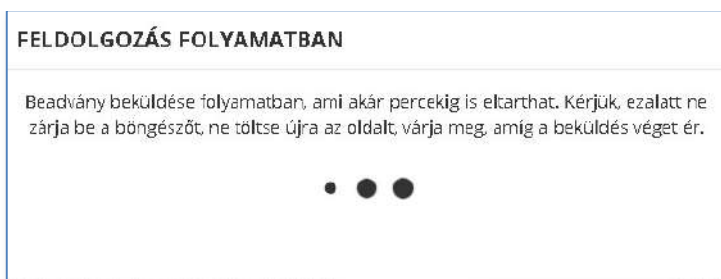 FELDOLGOZÁS FOLYAMATBAN
Beadvány beküldése folyamatban, ami akár percekig is eltarthat. Kérjük, ezalatt ne
zárja be a böngészőt, ne töltse újra az oldalt, várja meg, amíg a beküldés véget ér.